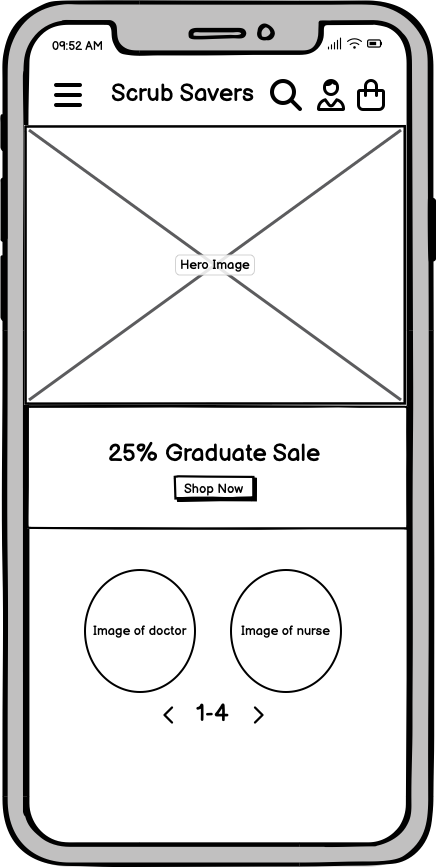 09:52 AM
Scrub Savers
Hero Image
25% Graduate Sale
Shop Now
Image of doctor
Image of nurse
1-4